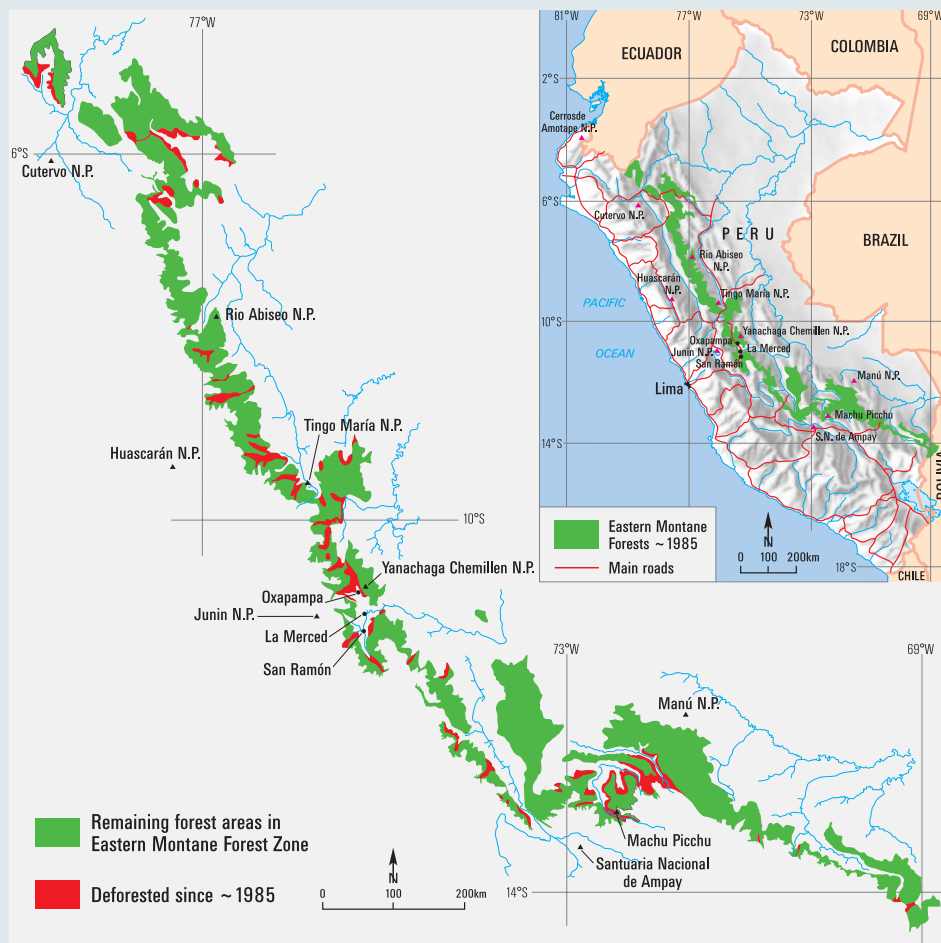 77°W
6°S
Cutervo N.P.
Rio Abiseo N.P.
Tingo María N.P.
Huascarán N.P.
10°S
Yanachaga Chemillen N.P.
Oxapampa
Junin N.P.
La Merced
San Ramón
73°W
69°W
Manú N.P.
Machu Picchu
Santuaria Nacional
de Ampay
14°S
Remaining forest areas in
Eastern Montane Forest Zone
Deforested since ~1985
N
0 100 200km
81°W
77°W
73°W
69°W
ECUADOR
COLOMBIA
2°S
Cerrosde
Amotape N.P.
6°S
Cutervo N.P.
PERU
BRAZIL
Rio Abiseo
N.P.
Huascarán
N.P.
Tingo María N.P.
PACIFIC
OCEAN
10°S
Yanachaga Chemillen N.P.
Oxapampa
La Merced
Junin N.P.
San Ramón
Manú N.P.
Lima
Machu Picchu
S.N. de Ampay
14°S
BOLIVIA
Eastern Montane
Forests ~1985
Main roads
N
0 100 200km
18°S
CHILE